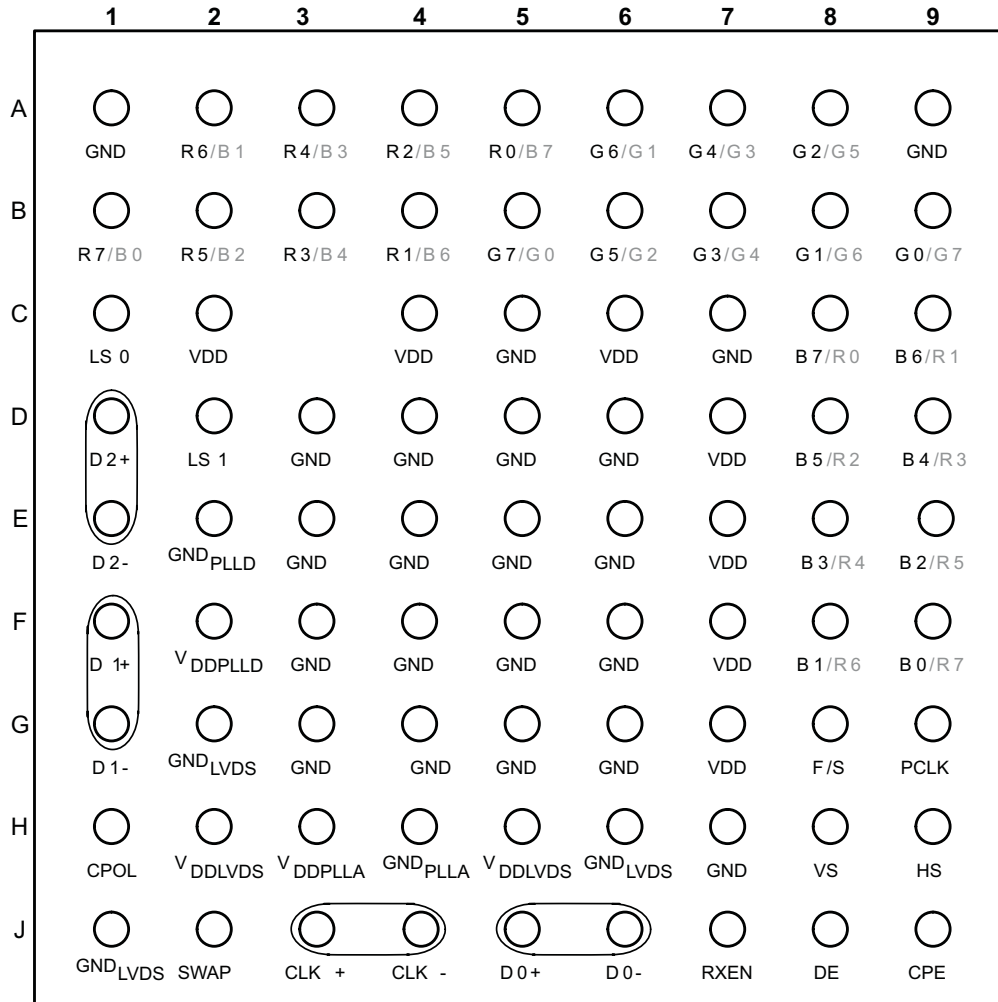 1 2 3 4 5 6 7 8 9
A
GND R6/B1 R4/B3 R2/B5 R0/B7 G6/G1 G4/G3 G2/G5 GND
B
R7/B0 R5/B2 R3/B4 R1/B6 G7/G0 G5/G2 G3/G4 G1/G6 G0/G7
C
LS0 VDD VDD GND VDD GND B7/R0 B6/R1
D
D2+ LS1 GND GND GND GND VDD B5/R2 B4/R3
E
D2- GNDPLLD GND GND GND GND VDD B3/R4 B2/R5
F
D1+ VDDPLLD GND GND GND GND VDD B1/R6 B0/R7
G
D1- GNDLVDS GND GND GND GND VDD F/S PCLK
H
CPOL VDDLVDS VDDPLLA GNDPLLA VDDLVDS GNDLVDS GND VS HS
J
GNDLVDS SWAP CLK+ CLK- D0+ D0- RXEN DE CPE